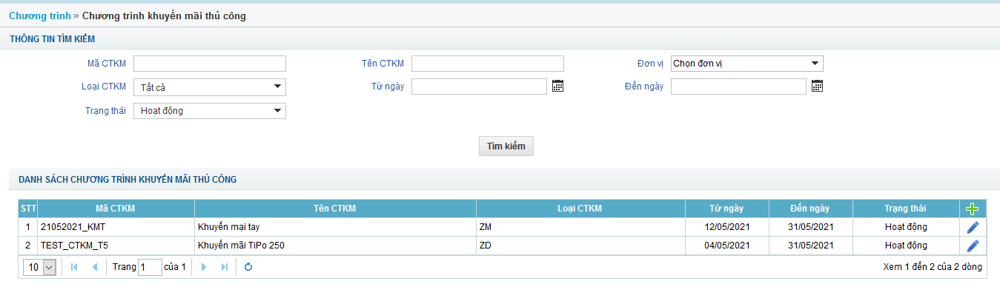 Chương trình » Chương trình khuyến mãi thủ công
THÔNG TIN TÌM KIẾM
Mã CTKM Tên CTKM Đơn vị Chọn đơn vị
Loại CTKM Tất cả Từ ngày Đến ngày
Trạng thái Hoạt động
Tìm kiếm
DANH SÁCH CHƯƠNG TRÌNH KHUYẾN MÃI THỦ CÔNG
STT Mã CTKM Tên CTKM Loại CTKM Từ ngày Đến ngày Trạng thái
1 21052021_KMT Khuyến mại tay ZM 12/05/2021 31/05/2021 Hoạt động
2 TEST_CTKM_T5 Khuyến mãi TiPo 250 ZD 04/05/2021 31/05/2021 Hoạt động
10 Trang 1 của 1 Xem 1 đến 2 của 2 dòng